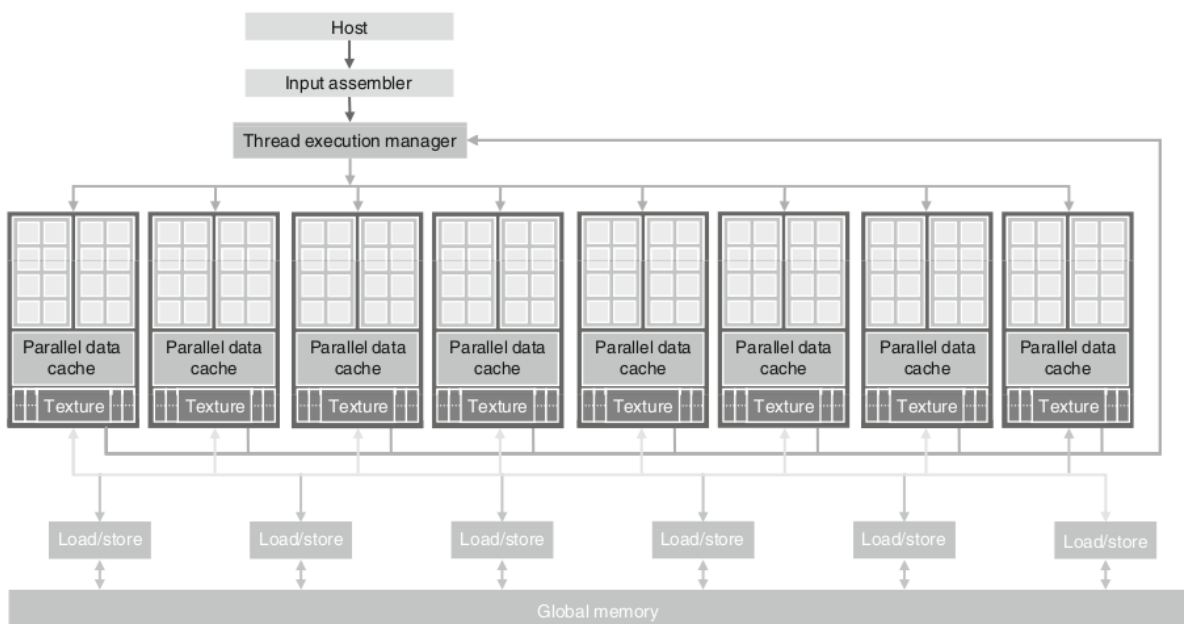 Host
Input assembler
Thread execution manager
Parallel data
cache
Parallel data
cache
Parallel data
cache
Parallel data
cache
Parallel data
cache
Parallel data
cache
Parallel data
cache
Parallel data
cache
Texture
Texture
Texture
Texture
Texture
Texture
Texture
Texture
Load/store
Load/store
Load/store
Load/store
Load/store
Load/store
Global memory